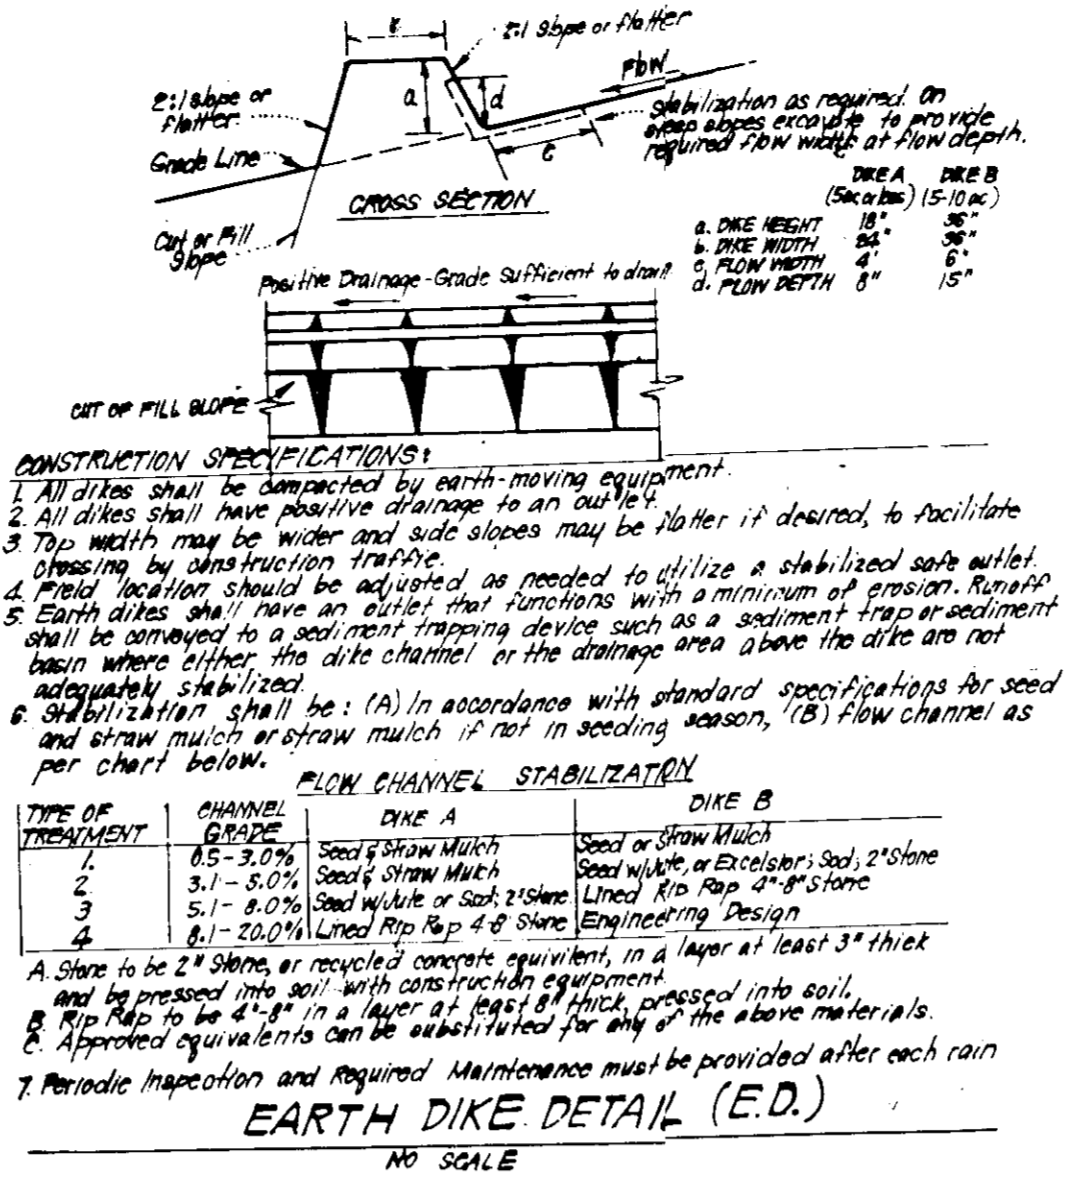 b
2:1 slope or flatter
Flow
a
d
2:1 slope or
flatter
stabilization as required. On
steep slopes excavate to provide
required flow width at flow depth.
Grade Line
c
CROSS SECTION
Cut or Fill
Slope
DIKE A DIKE B
(5 ac or less) (5-10 ac)
a. DIKE HEIGHT 18" 36"
b. DIKE WIDTH 24" 36"
c. FLOW WIDTH 4' 6'
d. FLOW DEPTH 8" 15"
Positive Drainage - Grade Sufficient to drain
CUT OF FILL SLOPE
CONSTRUCTION SPECIFICATIONS:
1. All dikes shall be compacted by earth-moving equipment.
2. All dikes shall have positive drainage to an outlet.
3. Top width may be wider and side slopes may be flatter if desired, to facilitate
crossing by construction traffic.
4. Field location should be adjusted as needed to utilize a stabilized safe outlet.
5. Earth dikes shall have an outlet that functions with a minimum of erosion. Runoff
shall be conveyed to a sediment trapping device such as a sediment trap or sediment
basin where either the dike channel or the drainage area above the dike are not
adequately stabilized.
6. Stabilization shall be: (A) In accordance with standard specifications for seed
and straw mulch or straw mulch if not in seeding season, (B) flow channel as
per chart below.
FLOW CHANNEL STABILIZATION
TYPE OF CHANNEL DIKE A DIKE B
TREATMENT GRADE
1. 0.5-3.0% Seed & Straw Mulch Seed or Straw Mulch
2 3.1-5.0% Seed & Straw Mulch Seed w/Jute, or Excelsior; Sod; 2" Stone
3 5.1-8.0% Seed w/Jute or Sod; 2" Stone Lined Rip Rap 4"-8" Stone
4 8.1-20.0% Lined Rip Rap 4-8" Stone Engineering Design
A. Stone to be 2" Stone, or recycled concrete equivilent, in a layer at least 3" thick
and be pressed into soil with construction equipment
B. Rip Rap to be 4"-8" in a layer at least 8" thick, pressed into soil.
C. Approved equivalents can be substituted for any of the above materials.
7. Periodic Inspection and Required Maintenance must be provided after each rain
EARTH DIKE DETAIL (E.D.)
NO SCALE